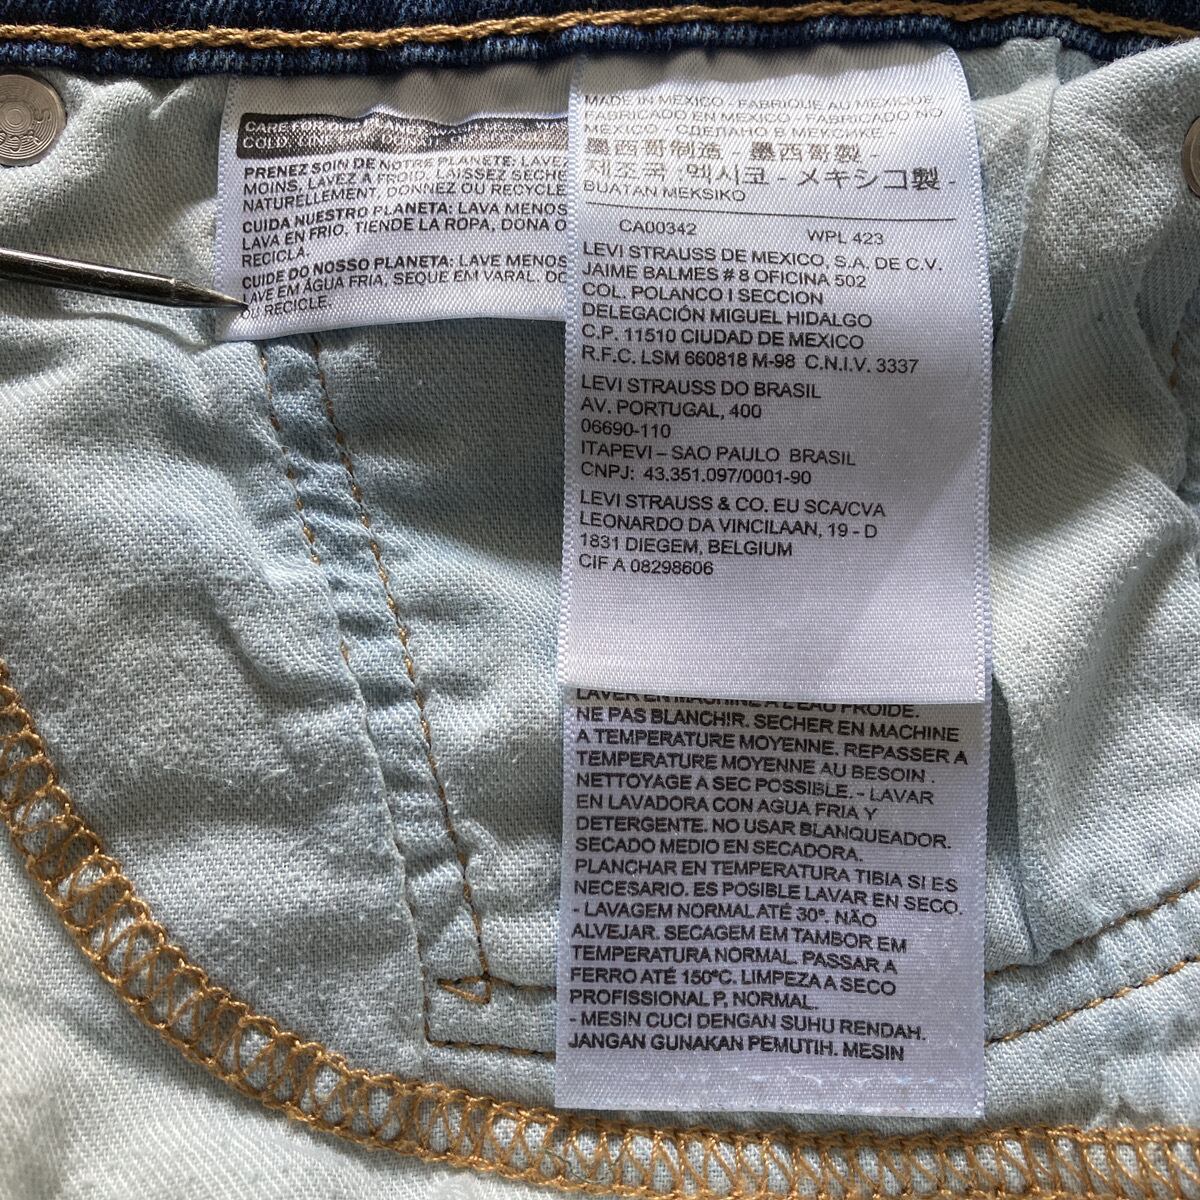 COLD. LINE
PRENEZ SOIN DE NOTRE PLANETE: LAVEZ
MOINS, LAVEZ A FROID. LAISSEZ SECHER
NATURELLEMENT, DONNEZ OU RECYCLE
CUIDA NUESTRO PLANETA: LAVA MENOS
LAVA EN FRIO. TIENDE LA ROPA, DONA O
RECICLA.
CUIDE DO NOSSO PLANETA: LAVE MENOS
LAVE EM ÁGUA FRIA, SEQUE EM VARAL. DO
OU RECICLE.
MADE IN MEXICO - FABRIQUE AU MEXIQUE -
FABRICADO EN MEXICO - FABRICADO NO
MEXICO - СДЕЛАНО В МЕКСИКЕ
墨西哥制造 墨西哥製
제조국 :멕시코 - メキシコ製 -
BUATAN MEKSIKO
CA00342 WPL 423
LEVI STRAUSS DE MEXICO, S.A. DE C.V.
JAIME BALMES # 8 OFICINA 502
COL. POLANCO I SECCION
DELEGACIÓN MIGUEL HIDALGO
C.P. 11510 CIUDAD DE MEXICO
R.F.C. LSM 660818 M-98 C.N.I.V. 3337
LEVI STRAUSS DO BRASIL
AV. PORTUGAL, 400
06690-110
ITAPEVI – SAO PAULO BRASIL
CNPJ: 43.351.097/0001-90
LEVI STRAUSS & CO. EU SCA/CVA
LEONARDO DA VINCILAAN, 19 - D
1831 DIEGEM, BELGIUM
CIF A 08298606
LAVER EN MACHINE A L'EAU FROIDE.
NE PAS BLANCHIR. SECHER EN MACHINE
A TEMPERATURE MOYENNE. REPASSER A
TEMPERATURE MOYENNE AU BESOIN .
NETTOYAGE A SEC POSSIBLE. - LAVAR
EN LAVADORA CON AGUA FRIA Y
DETERGENTE. NO USAR BLANQUEADOR.
SECADO MEDIO EN SECADORA.
PLANCHAR EN TEMPERATURA TIBIA SI ES
NECESARIO. ES POSIBLE LAVAR EN SECO.
- LAVAGEM NORMAL ATÉ 30º. NÃO
ALVEJAR. SECAGEM EM TAMBOR EM
TEMPERATURA NORMAL. PASSAR A
FERRO ATÉ 150ºC. LIMPEZA A SECO
PROFISSIONAL P, NORMAL.
- MESIN CUCI DENGAN SUHU RENDAH.
JANGAN GUNAKAN PEMUTIH. MESIN